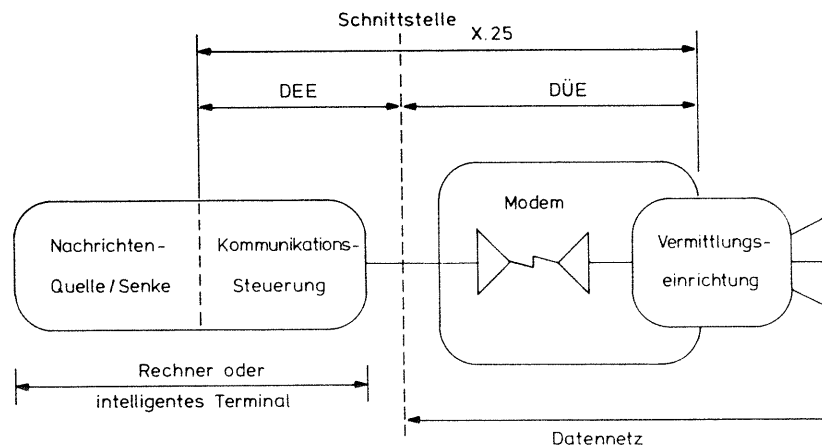 Schnittstelle
X.25
DEE
DÜE
Modem
Nachrichten-
Quelle/Senke
Kommunikations-
Steuerung
Vermittlungs-
einrichtung
Rechner oder
intelligentes Terminal
Datennetz